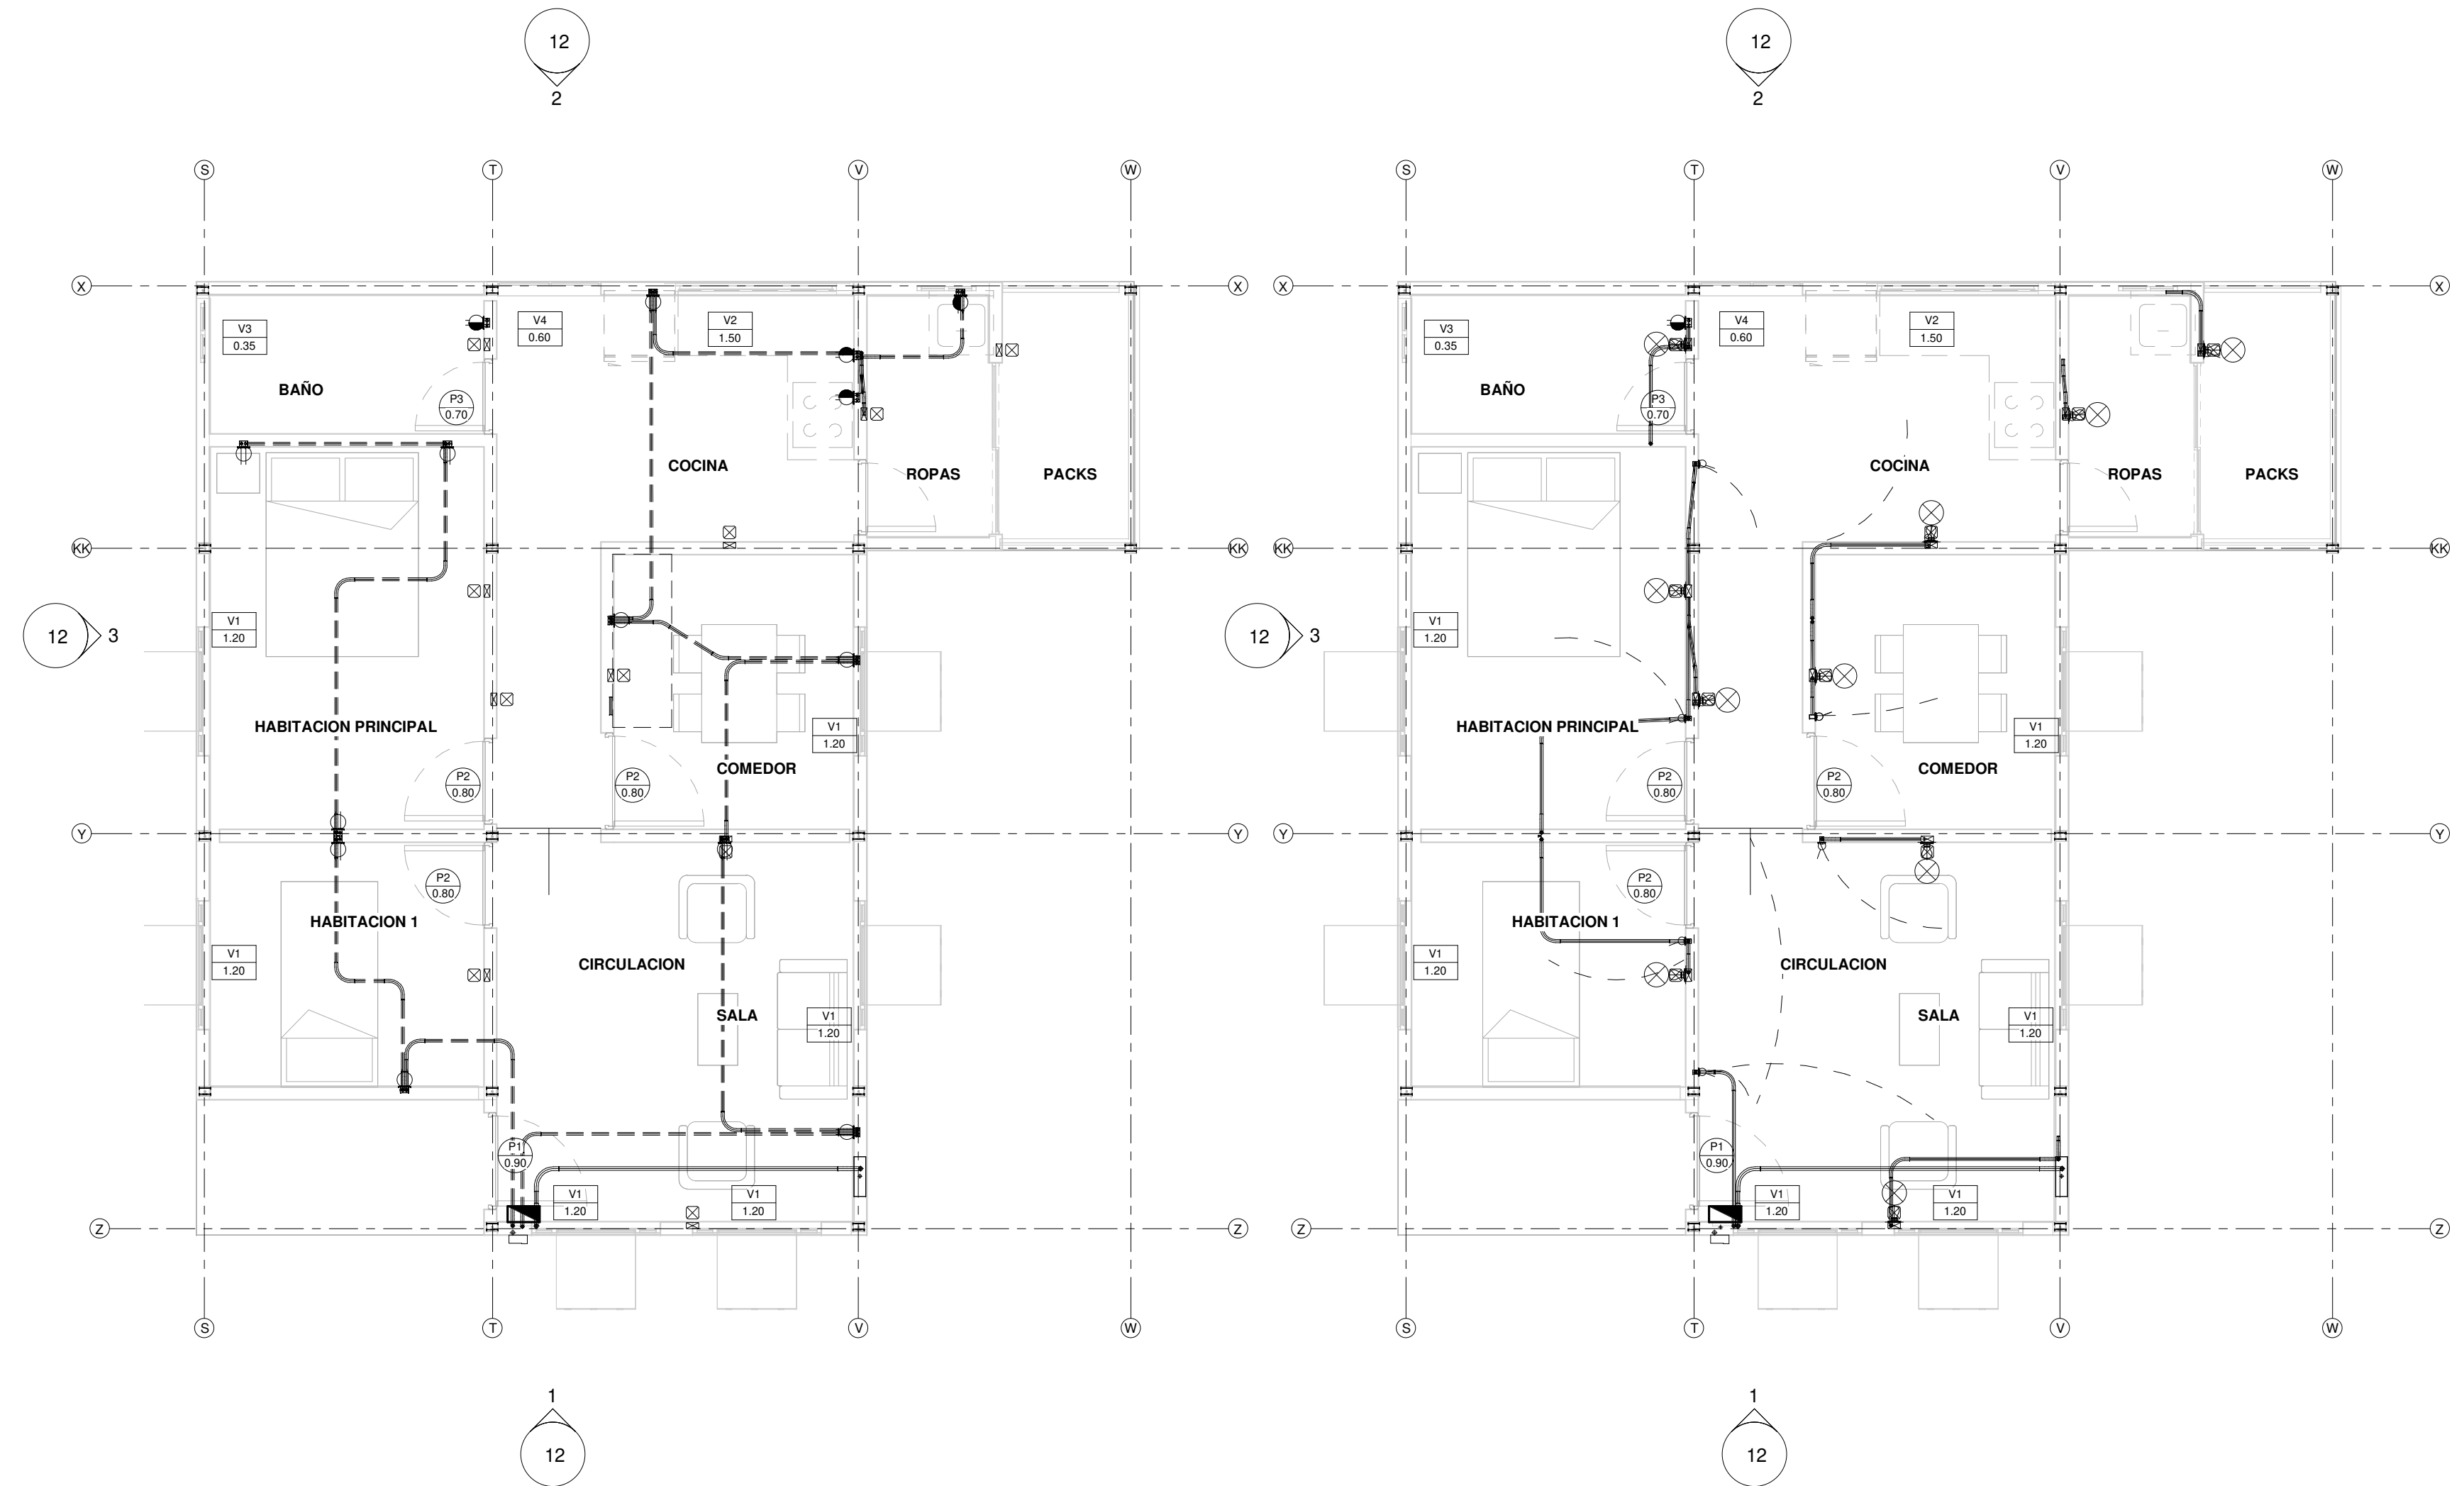 12
2
S
T
V
W
X
X
V3
0.35
V4
0.60
V2
1.50
BAÑO
P3
0.70
COCINA
ROPAS
PACKS
KK
KK
V1
1.20
12
3
HABITACION PRINCIPAL
V1
1.20
P2
0.80
P2
0.80
COMEDOR
Y
Y
P2
0.80
HABITACION 1
V1
1.20
CIRCULACION
SALA
V1
1.20
P1
0.90
V1
1.20
V1
1.20
Z
Z
S
T
V
W
1
12
12
2
S
T
V
W
X
X
V3
0.35
V4
0.60
V2
1.50
BAÑO
P3
0.70
COCINA
ROPAS
PACKS
KK
KK
V1
1.20
12
3
HABITACION PRINCIPAL
V1
1.20
P2
0.80
P2
0.80
COMEDOR
Y
Y
P2
0.80
HABITACION 1
V1
1.20
CIRCULACION
SALA
V1
1.20
P1
0.90
V1
1.20
V1
1.20
Z
Z
S
T
V
W
1
12